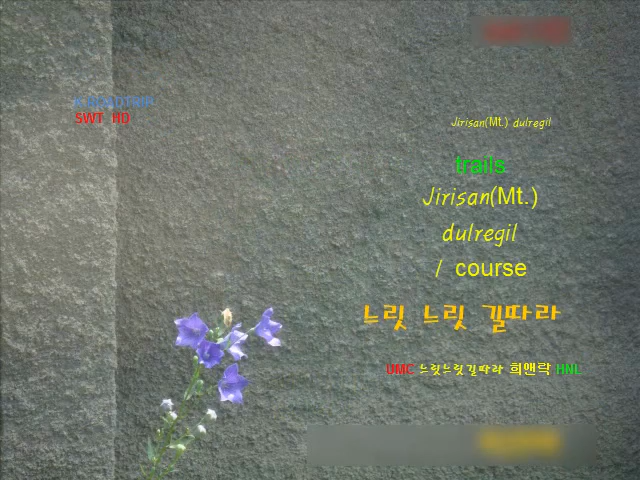 K.ROADTRIP
SWT HD
Jirisan(Mt.) dulregil
trails
Jirisan(Mt.)
dulregil
/ course
느릿 느릿 길따라
UMC 느릿느릿길따라 희앤락 HNL